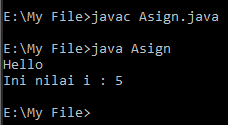 E:\My File>javac Asign.java
E:\My File>java Asign
Hello
Ini nilai i : 5
E:\My File>